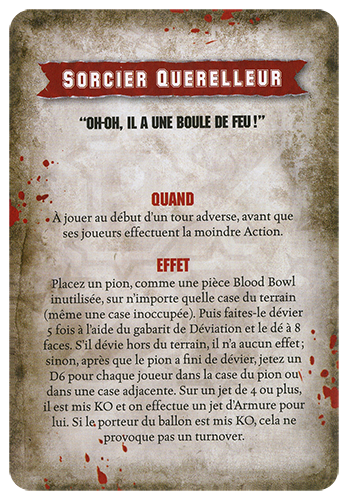 SORCIER QUERELLEUR
“OH-OH, IL A UNE BOULE DE FEU !”
QUAND
À jouer au début d'un tour adverse, avant que
ses joueurs effectuent la moindre Action.
EFFET
Placez un pion, comme une pièce Blood Bowl
inutilisée, sur n'importe quelle case du terrain
(même une case inoccupée). Puis faites-le dévier
5 fois à l'aide du gabarit de Déviation et le dé à 8
faces. S'il dévie hors du terrain, il n'a aucun effet ;
sinon, après que le pion a fini de dévier, jetez un
D6 pour chaque joueur dans la case du pion ou
dans une case adjacente. Sur un jet de 4 ou plus,
il est mis KO et on effectue un jet d'Armure pour
lui. Si le porteur du ballon est mis KO, cela ne
provoque pas un turnover.